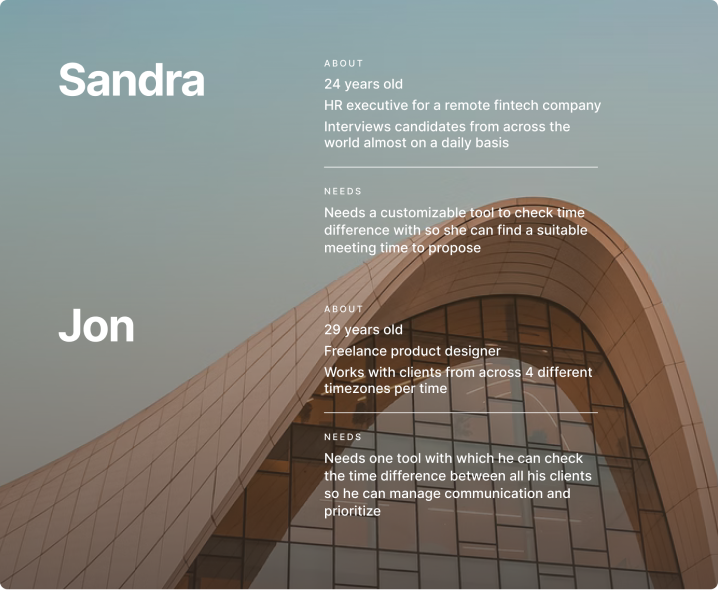 Sandra
ABOUT
24 years old
HR executive for a remote fintech company
Interviews candidates from across the
world almost on a daily basis
NEEDS
Needs a customizable tool to check time
difference with so she can find a suitable
meeting time to propose
Jon
ABOUT
29 years old
Freelance product designer
Works with clients from across 4 different
timezones per time
NEEDS
Needs one tool with which he can check
the time difference between all his clients
so he can manage communication and
prioritize